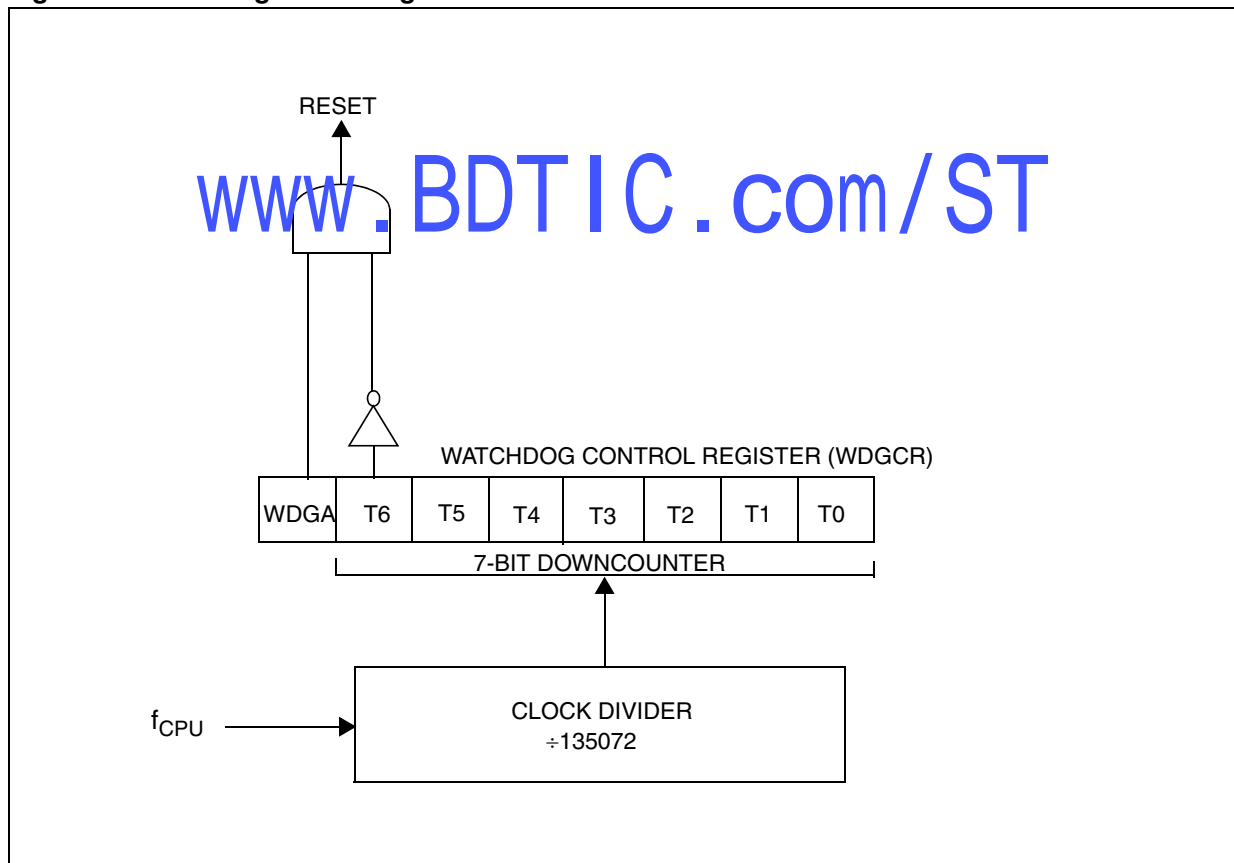 RESET
www.BDTIC.com/ST
WATCHDOG CONTROL REGISTER (WDGCR)
WDGA T6 T5 T4 T3 T2 T1 T0
7-BIT DOWNCOUNTER
fCPU
CLOCK DIVIDER
÷135072